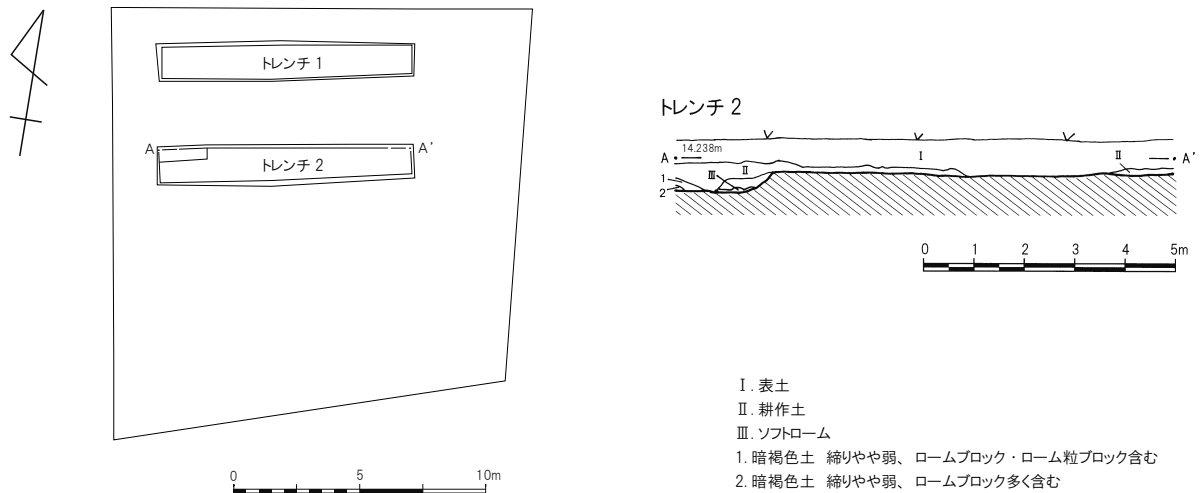 トレンチ 1
A A'
トレンチ 2
0 5 10m
トレンチ 2
A 14.238m Ⅰ Ⅱ A'
Ⅲ Ⅱ
1
2
0 1 2 3 4 5m
Ⅰ. 表土
Ⅱ. 耕作土
Ⅲ. ソフトローム
1. 暗褐色土 締りやや弱、ロームブロック・ローム粒ブロック含む
2. 暗褐色土 締りやや弱、ロームブロック多く含む